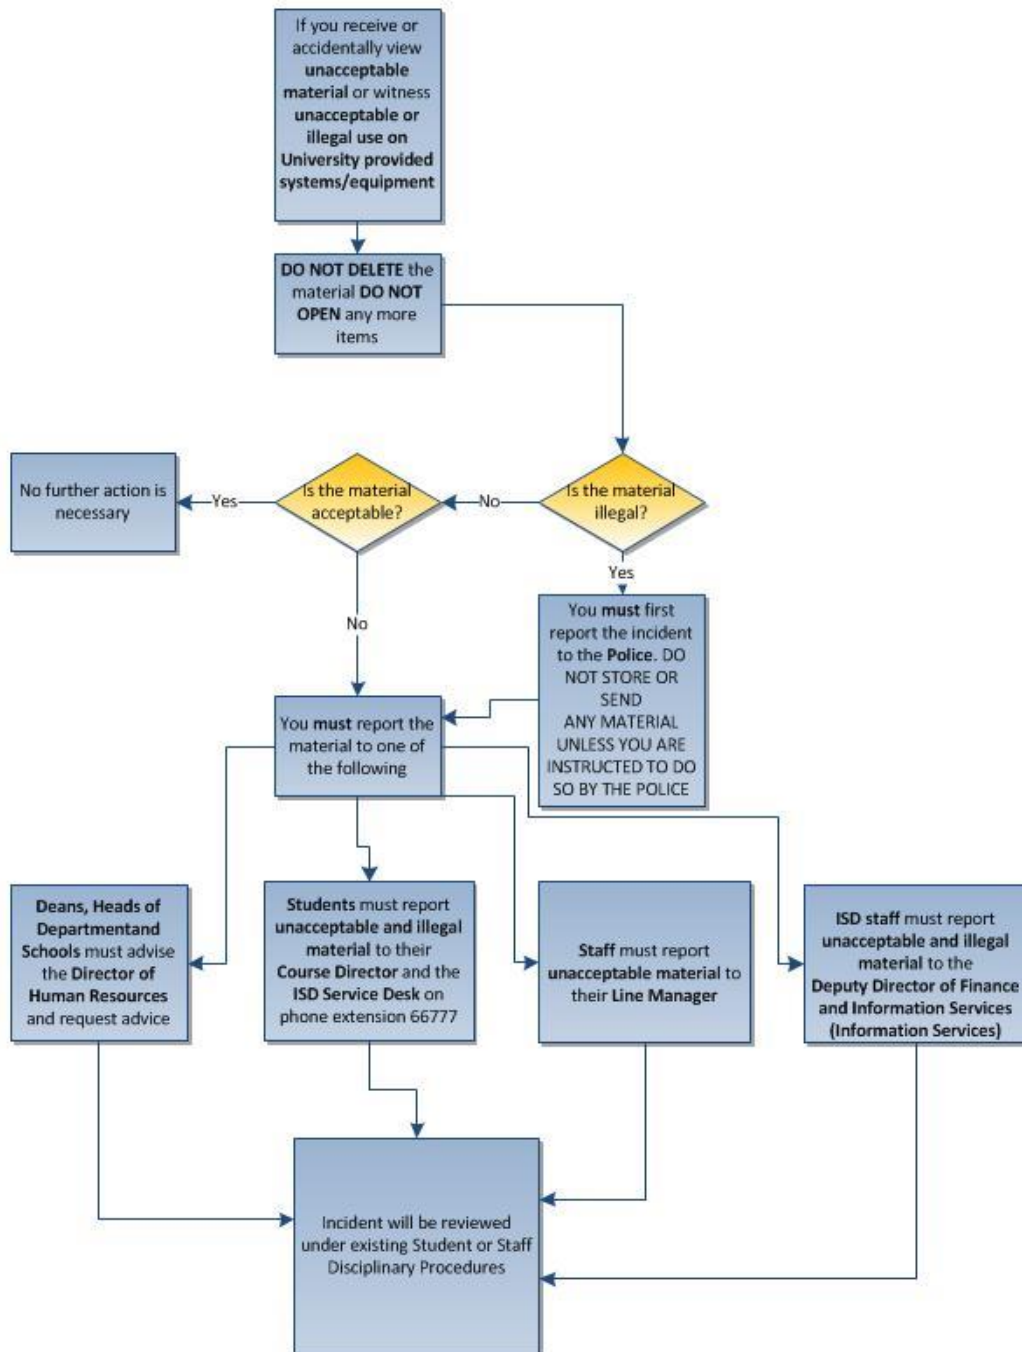 If you receive or
accidentally view
unacceptable
material or witness
unacceptable or
illegal use on
University provided
systems/equipment
DO NOT DELETE the
material DO NOT
OPEN any more
items
No further action is
necessary
Yes
Is the material
acceptable?
No
Is the material
illegal?
Yes
No
You must first
report the incident
to the Police. DO
NOT STORE OR
SEND
ANY MATERIAL
UNLESS YOU ARE
INSTRUCTED TO DO
SO BY THE POLICE
You must report the
material to one of
the following
Deans, Heads of
Departmentand
Schools must advise
the Director of
Human Resources
and request advice
Students must report
unacceptable and illegal
material to their
Course Director and the
ISD Service Desk on
phone extension 66777
Staff must report
unacceptable material to
their Line Manager
ISD staff must report
unacceptable and illegal
material to the
Deputy Director of Finance
and Information Services
(Information Services)
Incident will be reviewed
under existing Student or Staff
Disciplinary Procedures